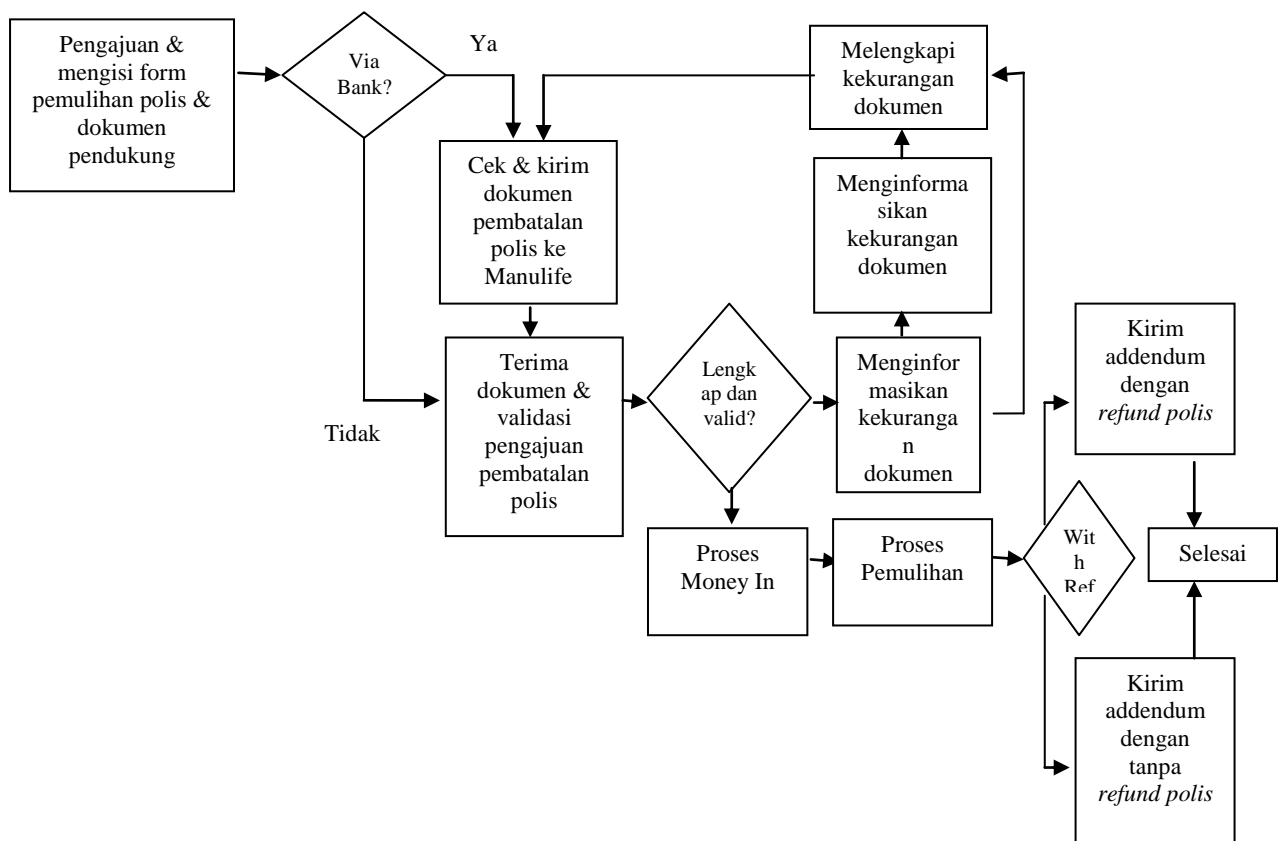 Pengajuan &
mengisi form
pemulihan polis &
dokumen
pendukung
Via
Bank?
Ya
Melengkapi
kekurangan
dokumen
Cek & kirim
dokumen
pembatalan
polis ke
Manulife
Menginforma
sikan
kekurangan
dokumen
Tidak
Terima
dokumen &
validasi
pengajuan
pembatalan
polis
Lengk
ap dan
valid?
Menginfor
masikan
kekuranga
n
dokumen
Kirim
addendum
dengan
refund polis
Proses
Money In
Proses
Pemulihan
Wit
h
Ref
Selesai
Kirim
addendum
dengan
tanpa
refund polis